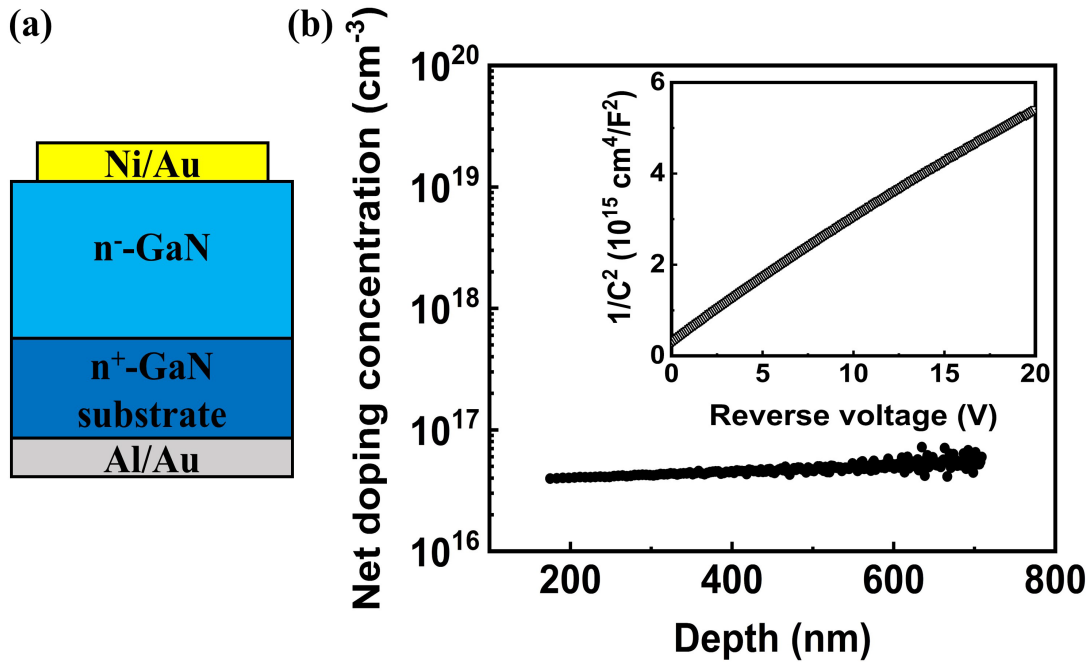 (a)
Ni/Au
n⁻-GaN
n⁺-GaN
substrate
Al/Au
(b)
Net doping concentration (cm⁻³)
10²⁰
10¹⁹
10¹⁸
10¹⁷
10¹⁶
200
400
600
800
Depth (nm)
1/C² (10¹⁵ cm⁴/F²)
6
4
2
0
0
5
10
15
20
Reverse voltage (V)